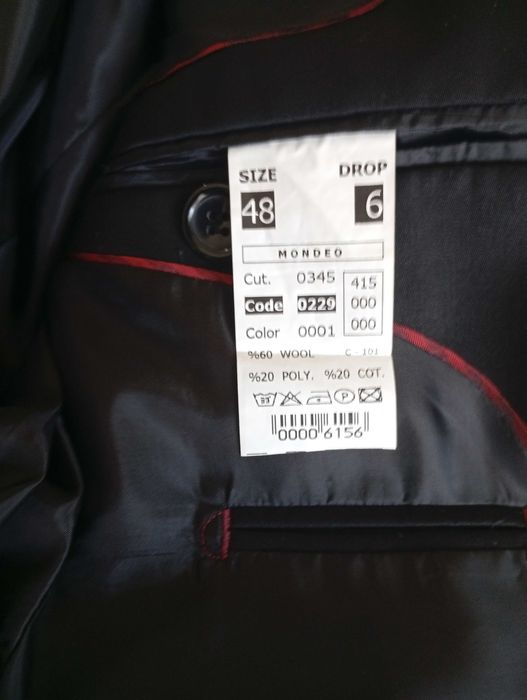 SIZE DROP
48 6
MONDEO
Cut. 0345 415
Code 0229 000
Color 0001 000
%60 WOOL C - 101
%20 POLY. %20 COT.
0000 6156